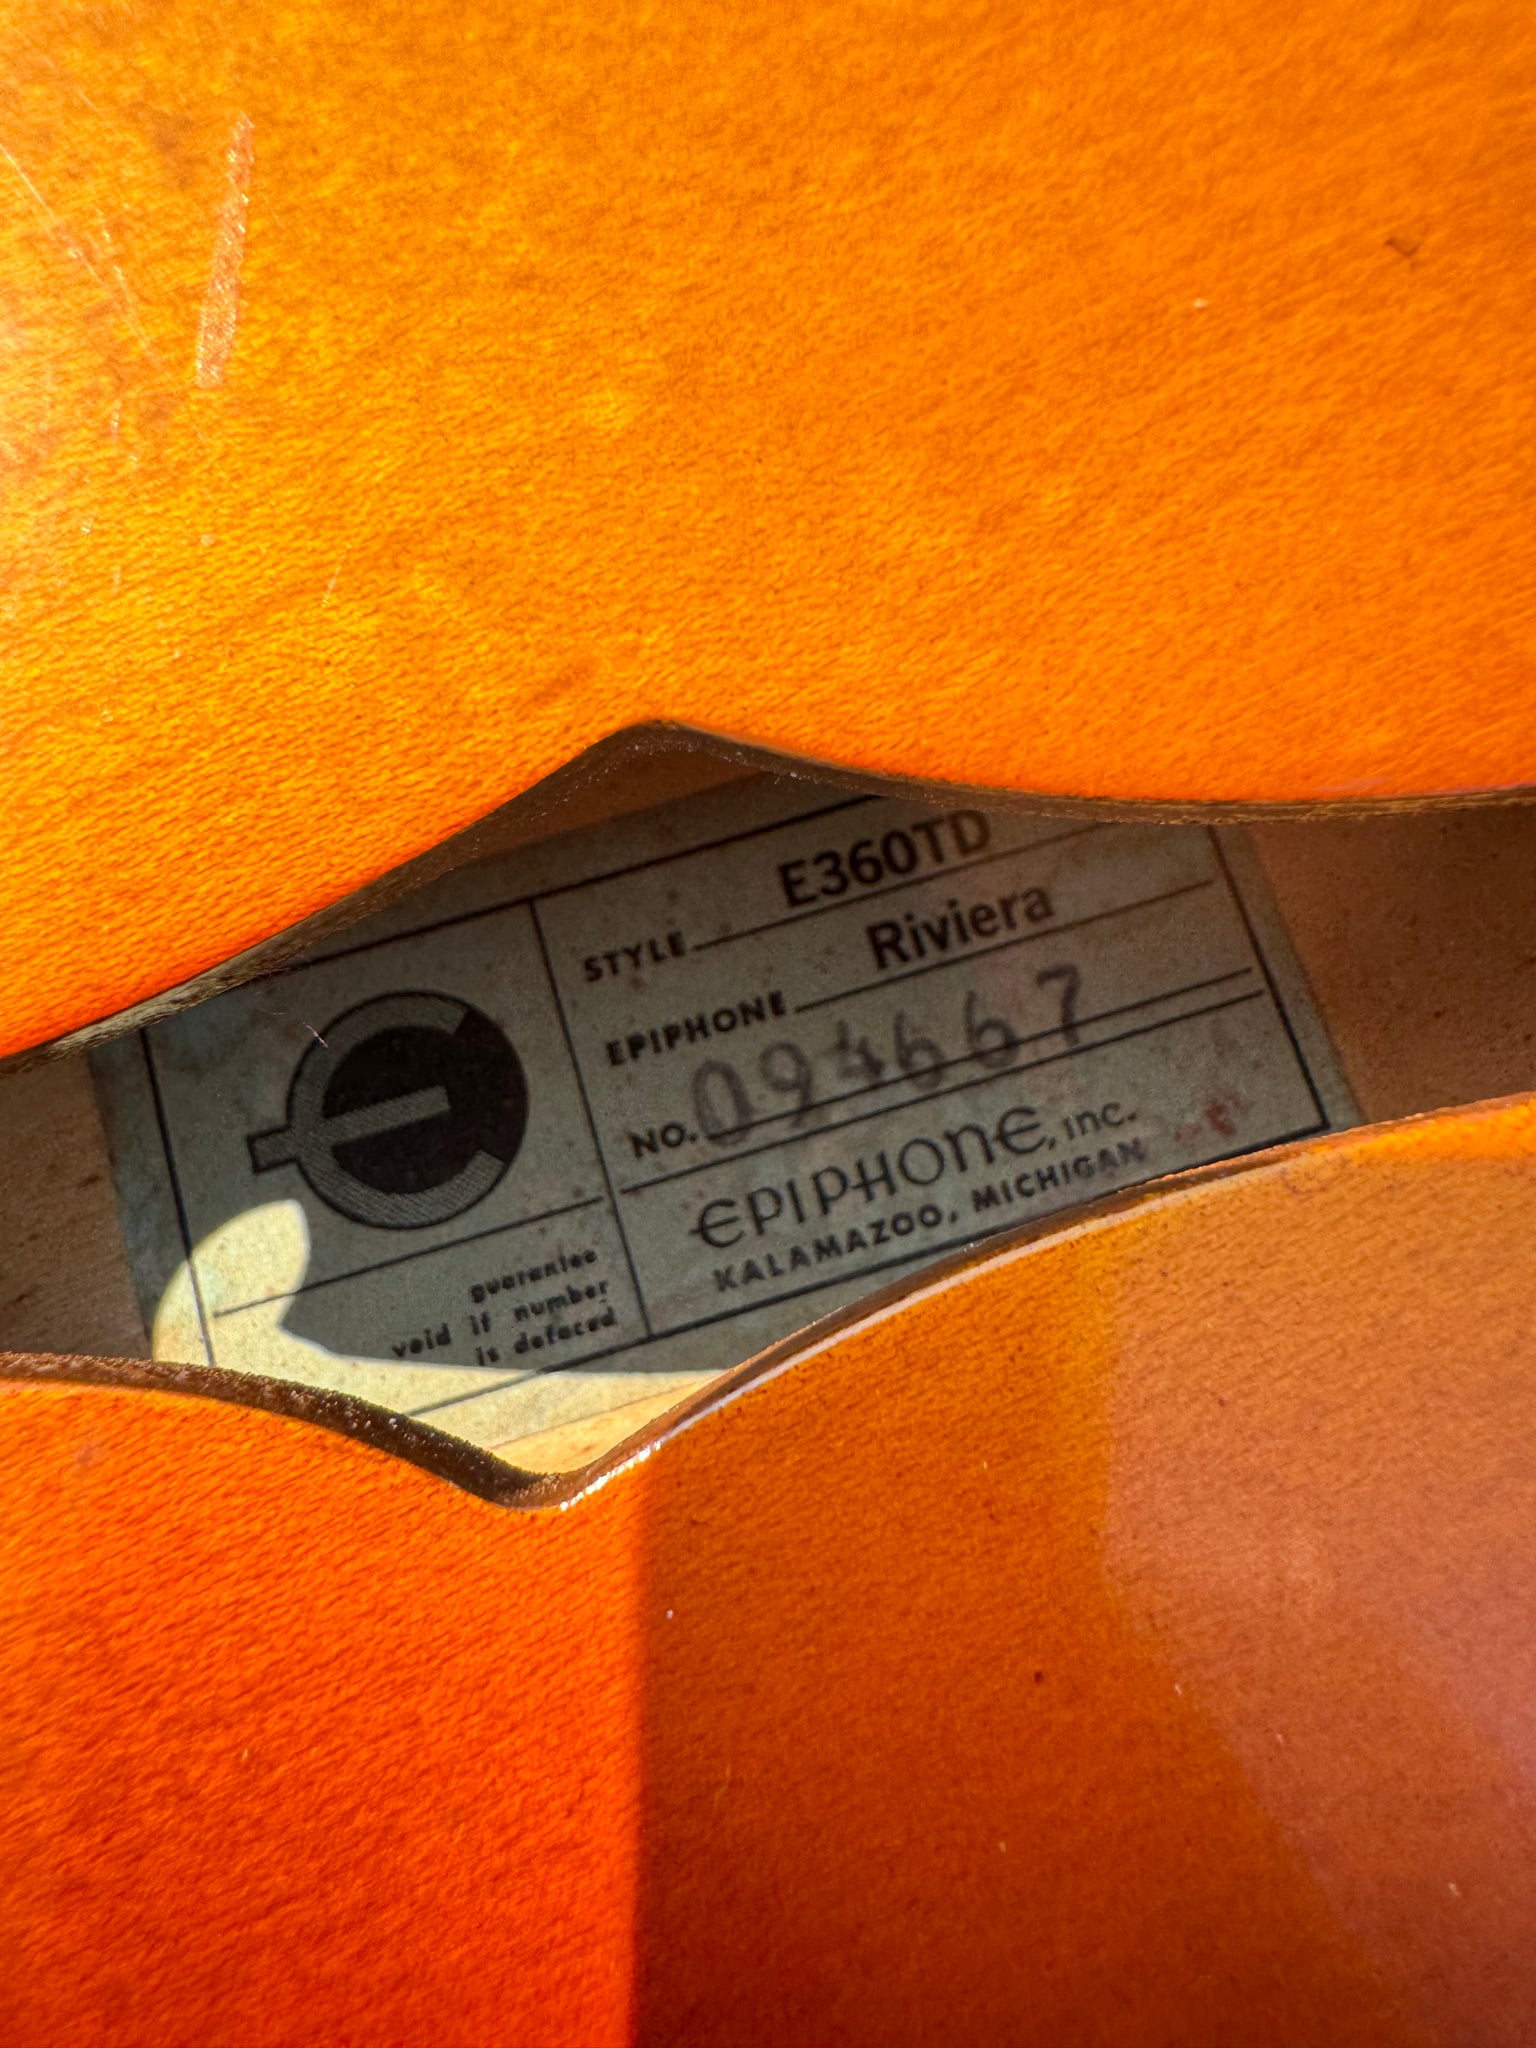 STYLE E360TD
EPIPHONE Riviera
NO. 094667
EPIPHONE, INC.
KALAMAZOO, MICHIGAN
guarantee
void if number
is defaced